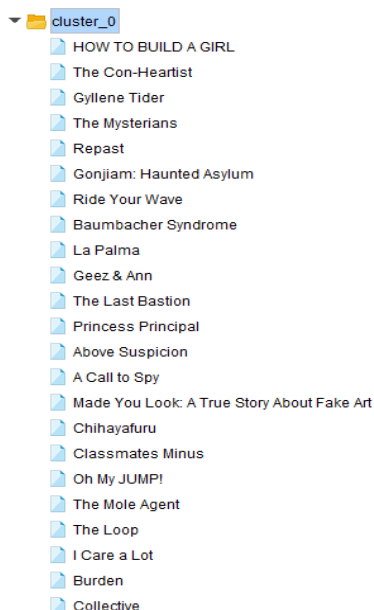 cluster_0
HOW TO BUILD A GIRL
The Con-Heartist
Gyllene Tider
The Mysterians
Repast
Gonjiam: Haunted Asylum
Ride Your Wave
Baumbacher Syndrome
La Palma
Geez & Ann
The Last Bastion
Princess Principal
Above Suspicion
A Call to Spy
Made You Look: A True Story About Fake Art
Chihayafuru
Classmates Minus
Oh My JUMP!
The Mole Agent
The Loop
I Care a Lot
Burden
Collective